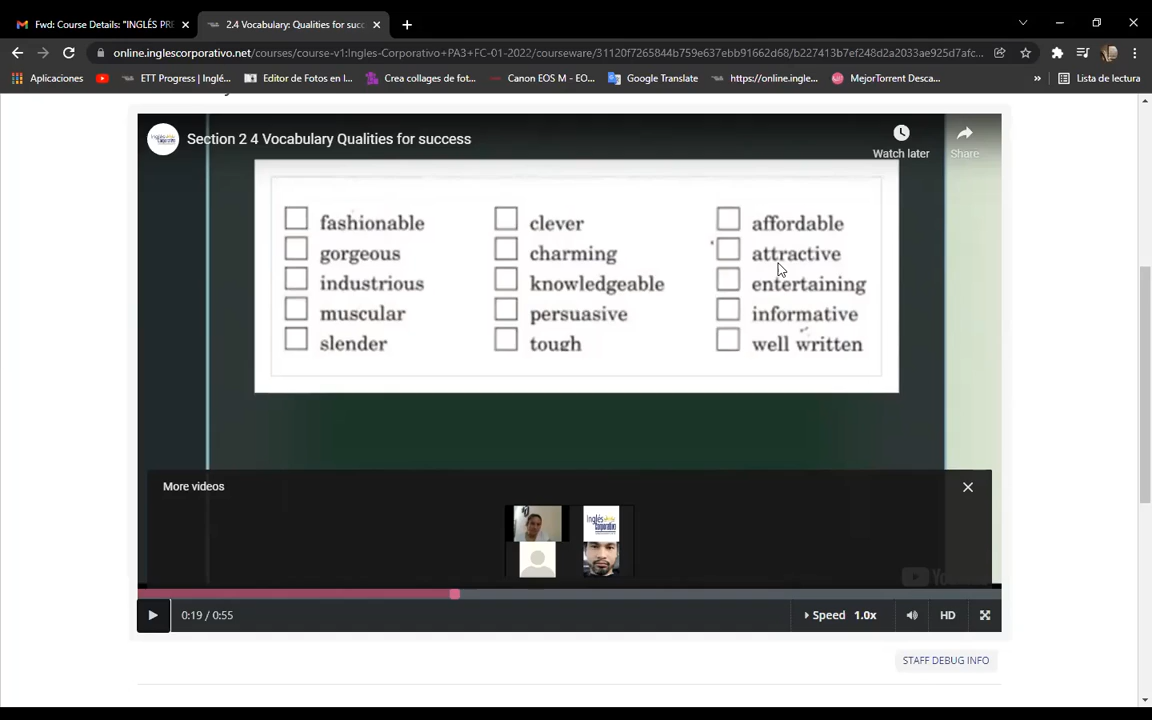 Fwd: Course Details: "INGLÉS PRE
2.4 Vocabulary: Qualities for succ
online.inglescorporativo.net/courses/course-v1:Ingles-Corporativo+PA3+FC-01-2022/courseware/31120f7265844b759e637ebb91662d68/b227413b7ef248d2a2033ae925d7afc...
Aplicaciones
ETT Progress | Inglé...
Editor de Fotos en l...
Crea collages de fot...
Canon EOS M - EO...
Google Translate
https://online.ingle...
MejorTorrent Desca...
»
Lista de lectura
Section 2 4 Vocabulary Qualities for success
Watch later
Share
fashionable clever affordable
gorgeous charming attractive
industrious knowledgeable entertaining
muscular persuasive informative
slender tough well written
More videos
0:19 / 0:55
Speed 1.0x
HD
STAFF DEBUG INFO